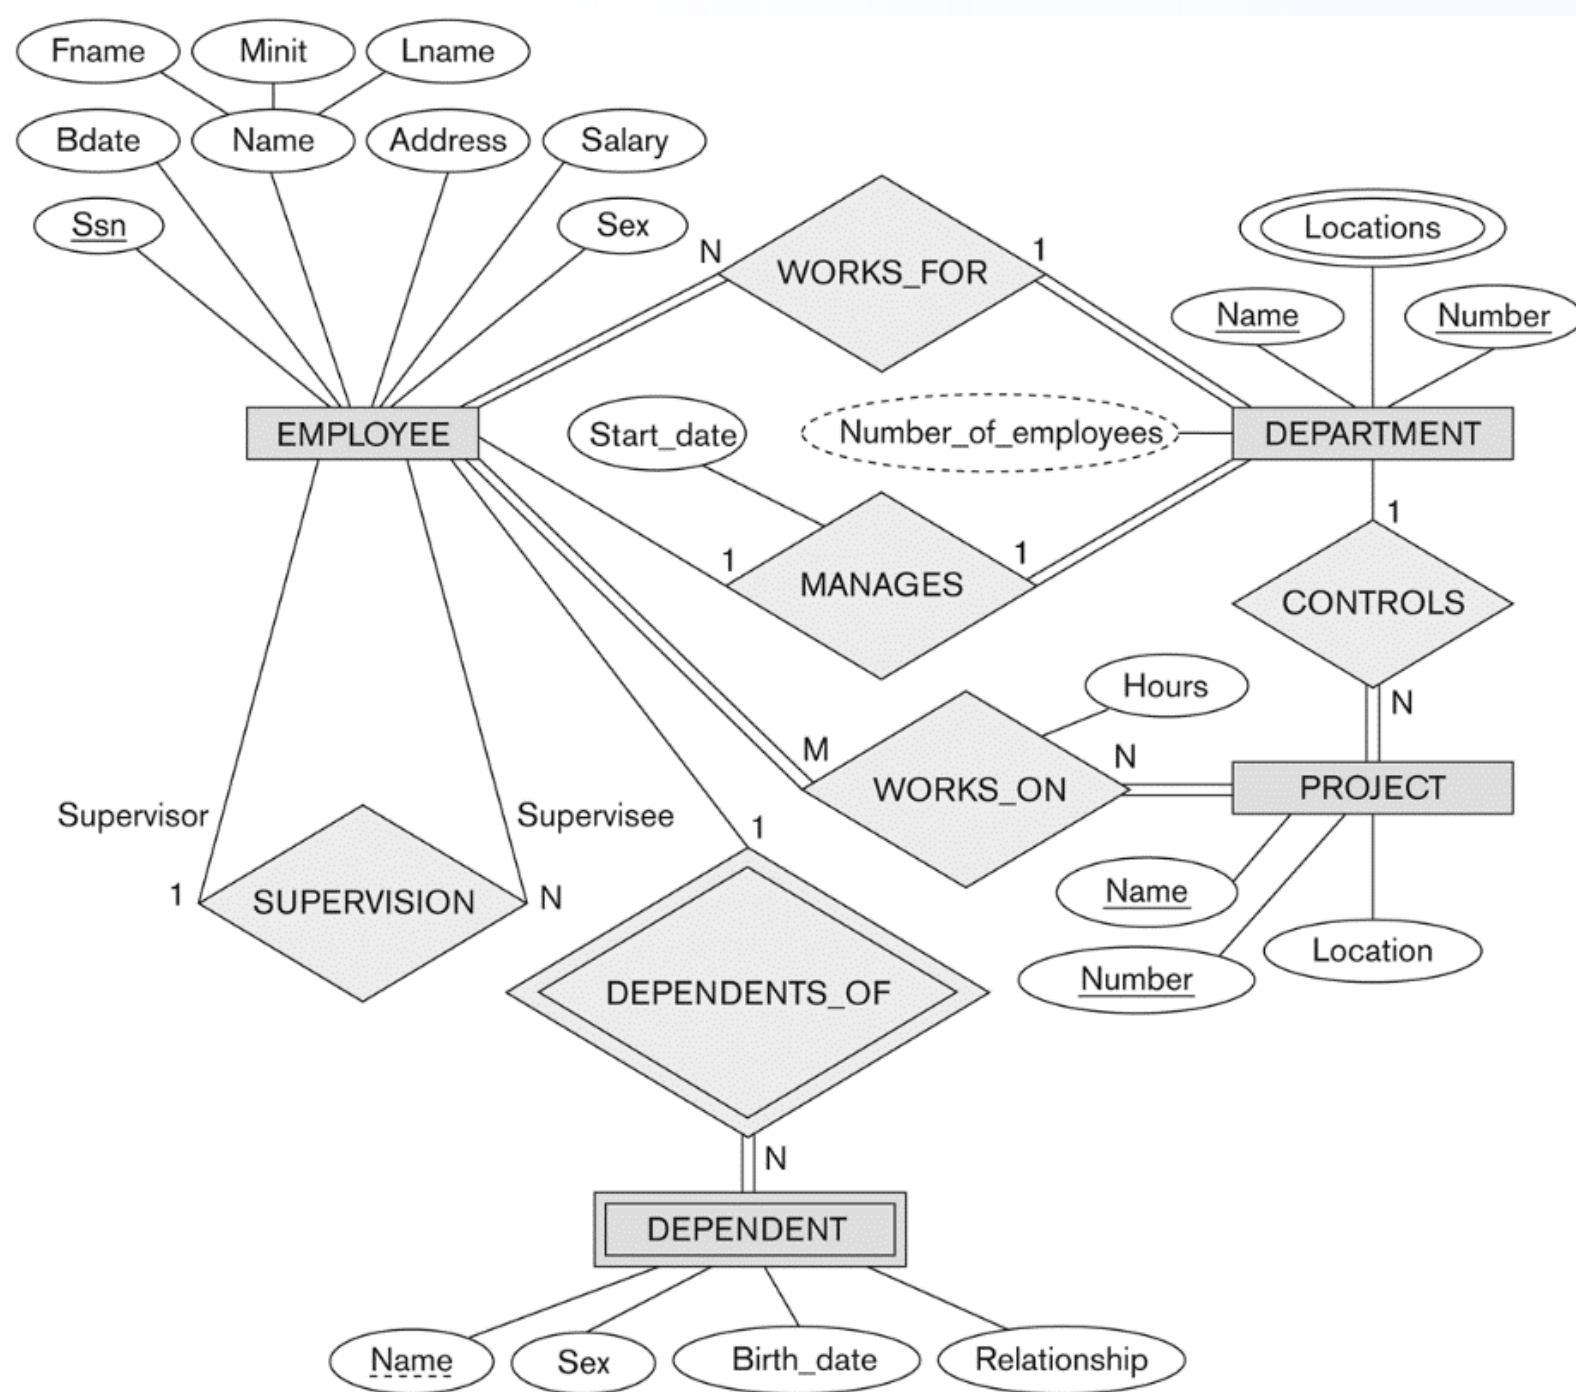 Fname
Minit
Lname
Bdate
Name
Address
Salary
Ssn
Sex
N
WORKS_FOR
1
Locations
Name
Number
EMPLOYEE
Start_date
Number_of_employees
DEPARTMENT
1
MANAGES
1
1
CONTROLS
N
Hours
M
WORKS_ON
N
PROJECT
Supervisor
Supervisee
1
1
SUPERVISION
N
Name
Number
Location
DEPENDENTS_OF
N
DEPENDENT
Name
Sex
Birth_date
Relationship